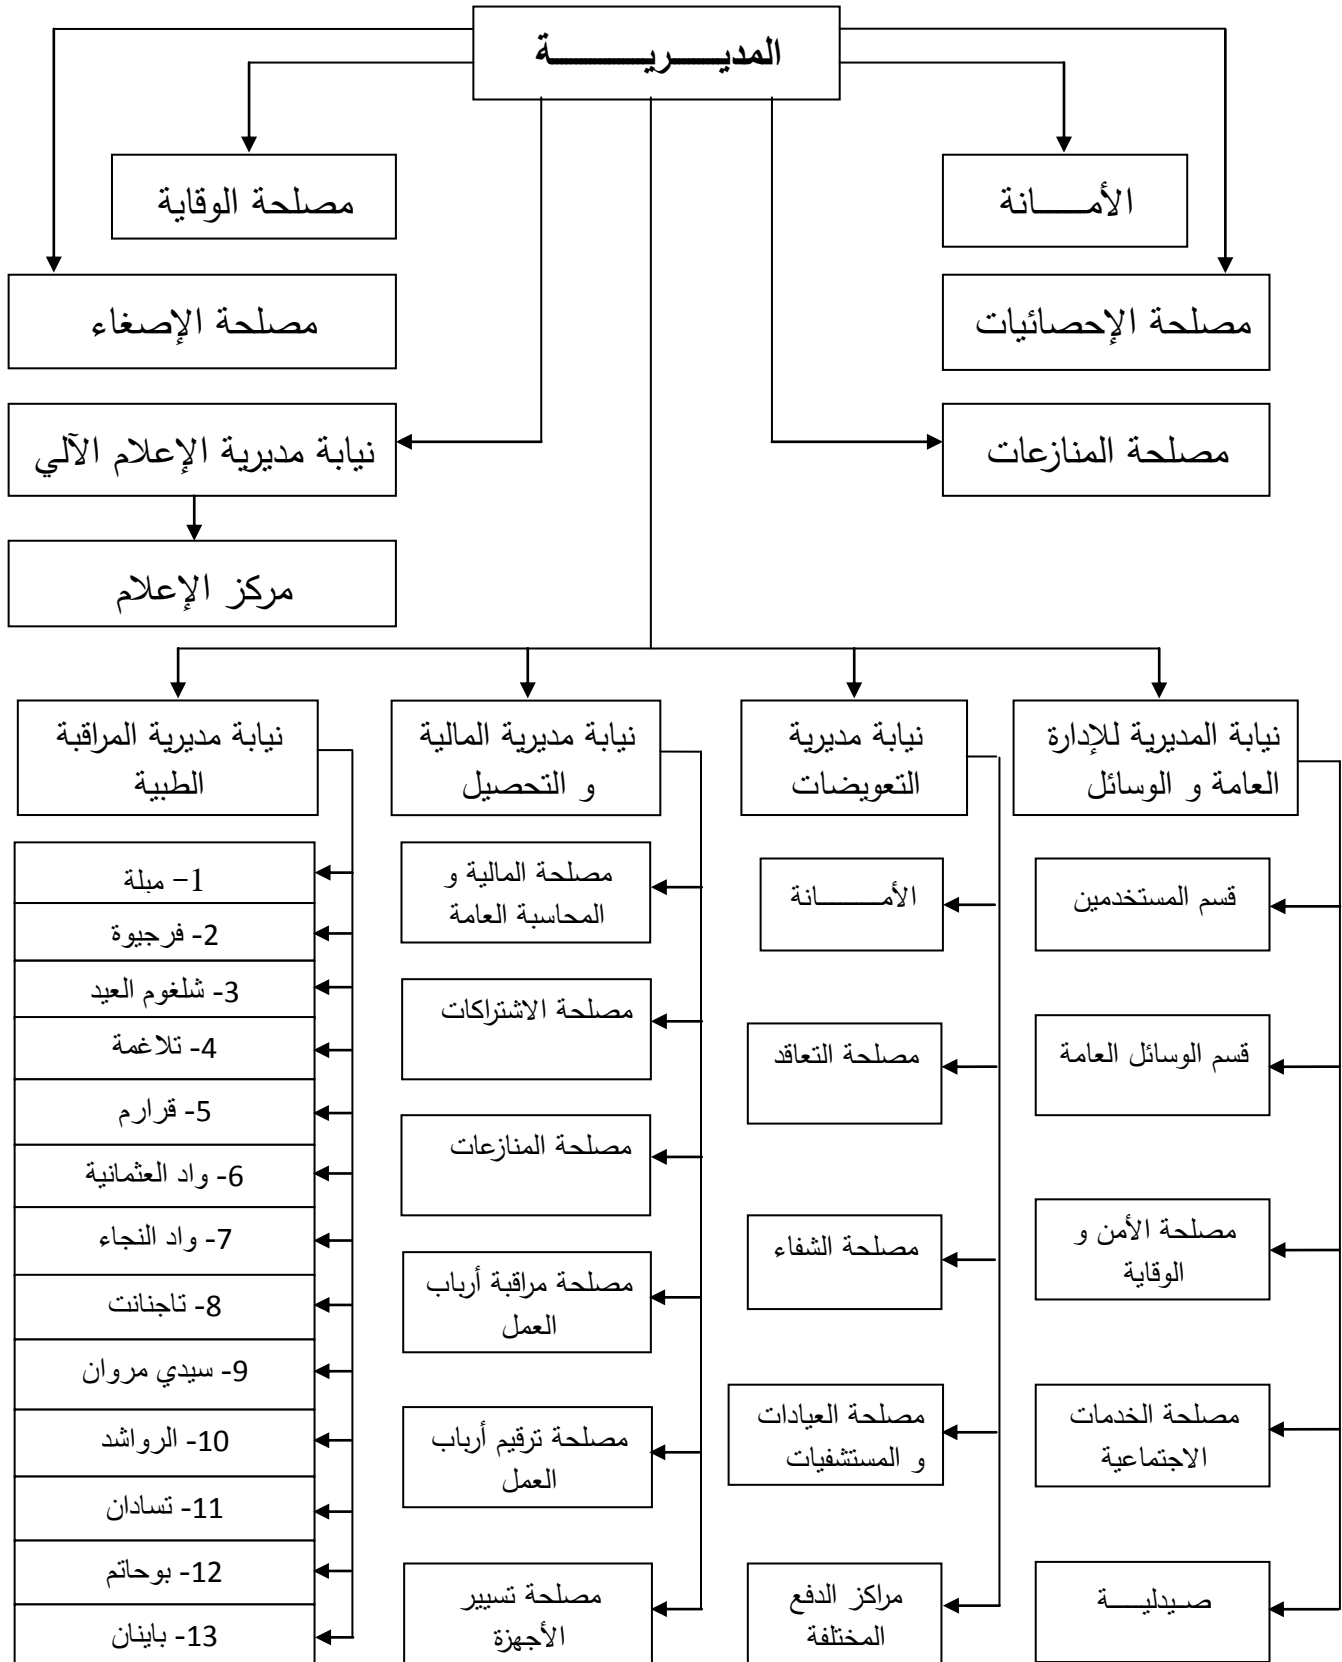 المديـــريـــــــة
الأمـــــانة
مصلحة الوقاية
مصلحة الإحصائيات
مصلحة الإصغاء
مصلحة المنازعات
نيابة مديرية الإعلام الآلي
مركز الإعلام
نيابة المديرية للإدارة
العامة و الوسائل
قسم المستخدمين
قسم الوسائل العامة
مصلحة الأمن و
الوقاية
مصلحة الخدمات
الاجتماعية
صـيدليـــــة
نيابة مديرية
التعويضات
الأمـــــــانة
مصلحة التعاقد
مصلحة الشفاء
مصلحة العيادات
و المستشفيات
مراكز الدفع
المختلفة
نيابة مديرية المالية
و التحصيل
مصلحة المالية و
المحاسبة العامة
مصلحة الاشتراكات
مصلحة المنازعات
مصلحة مراقبة أرباب
العمل
مصلحة ترقيم أرباب
العمل
مصلحة تسيير
الأجهزة
نيابة مديرية المراقبة
الطبية
1– مبلة
2- فرجيوة
3- شلغوم العيد
4- تلاغمة
5- قرارم
6- واد العثمانية
7- واد النجاء
8- تاجنانت
9- سيدي مروان
10- الرواشد
11- تسادان
12- بوحاتم
13- باينان